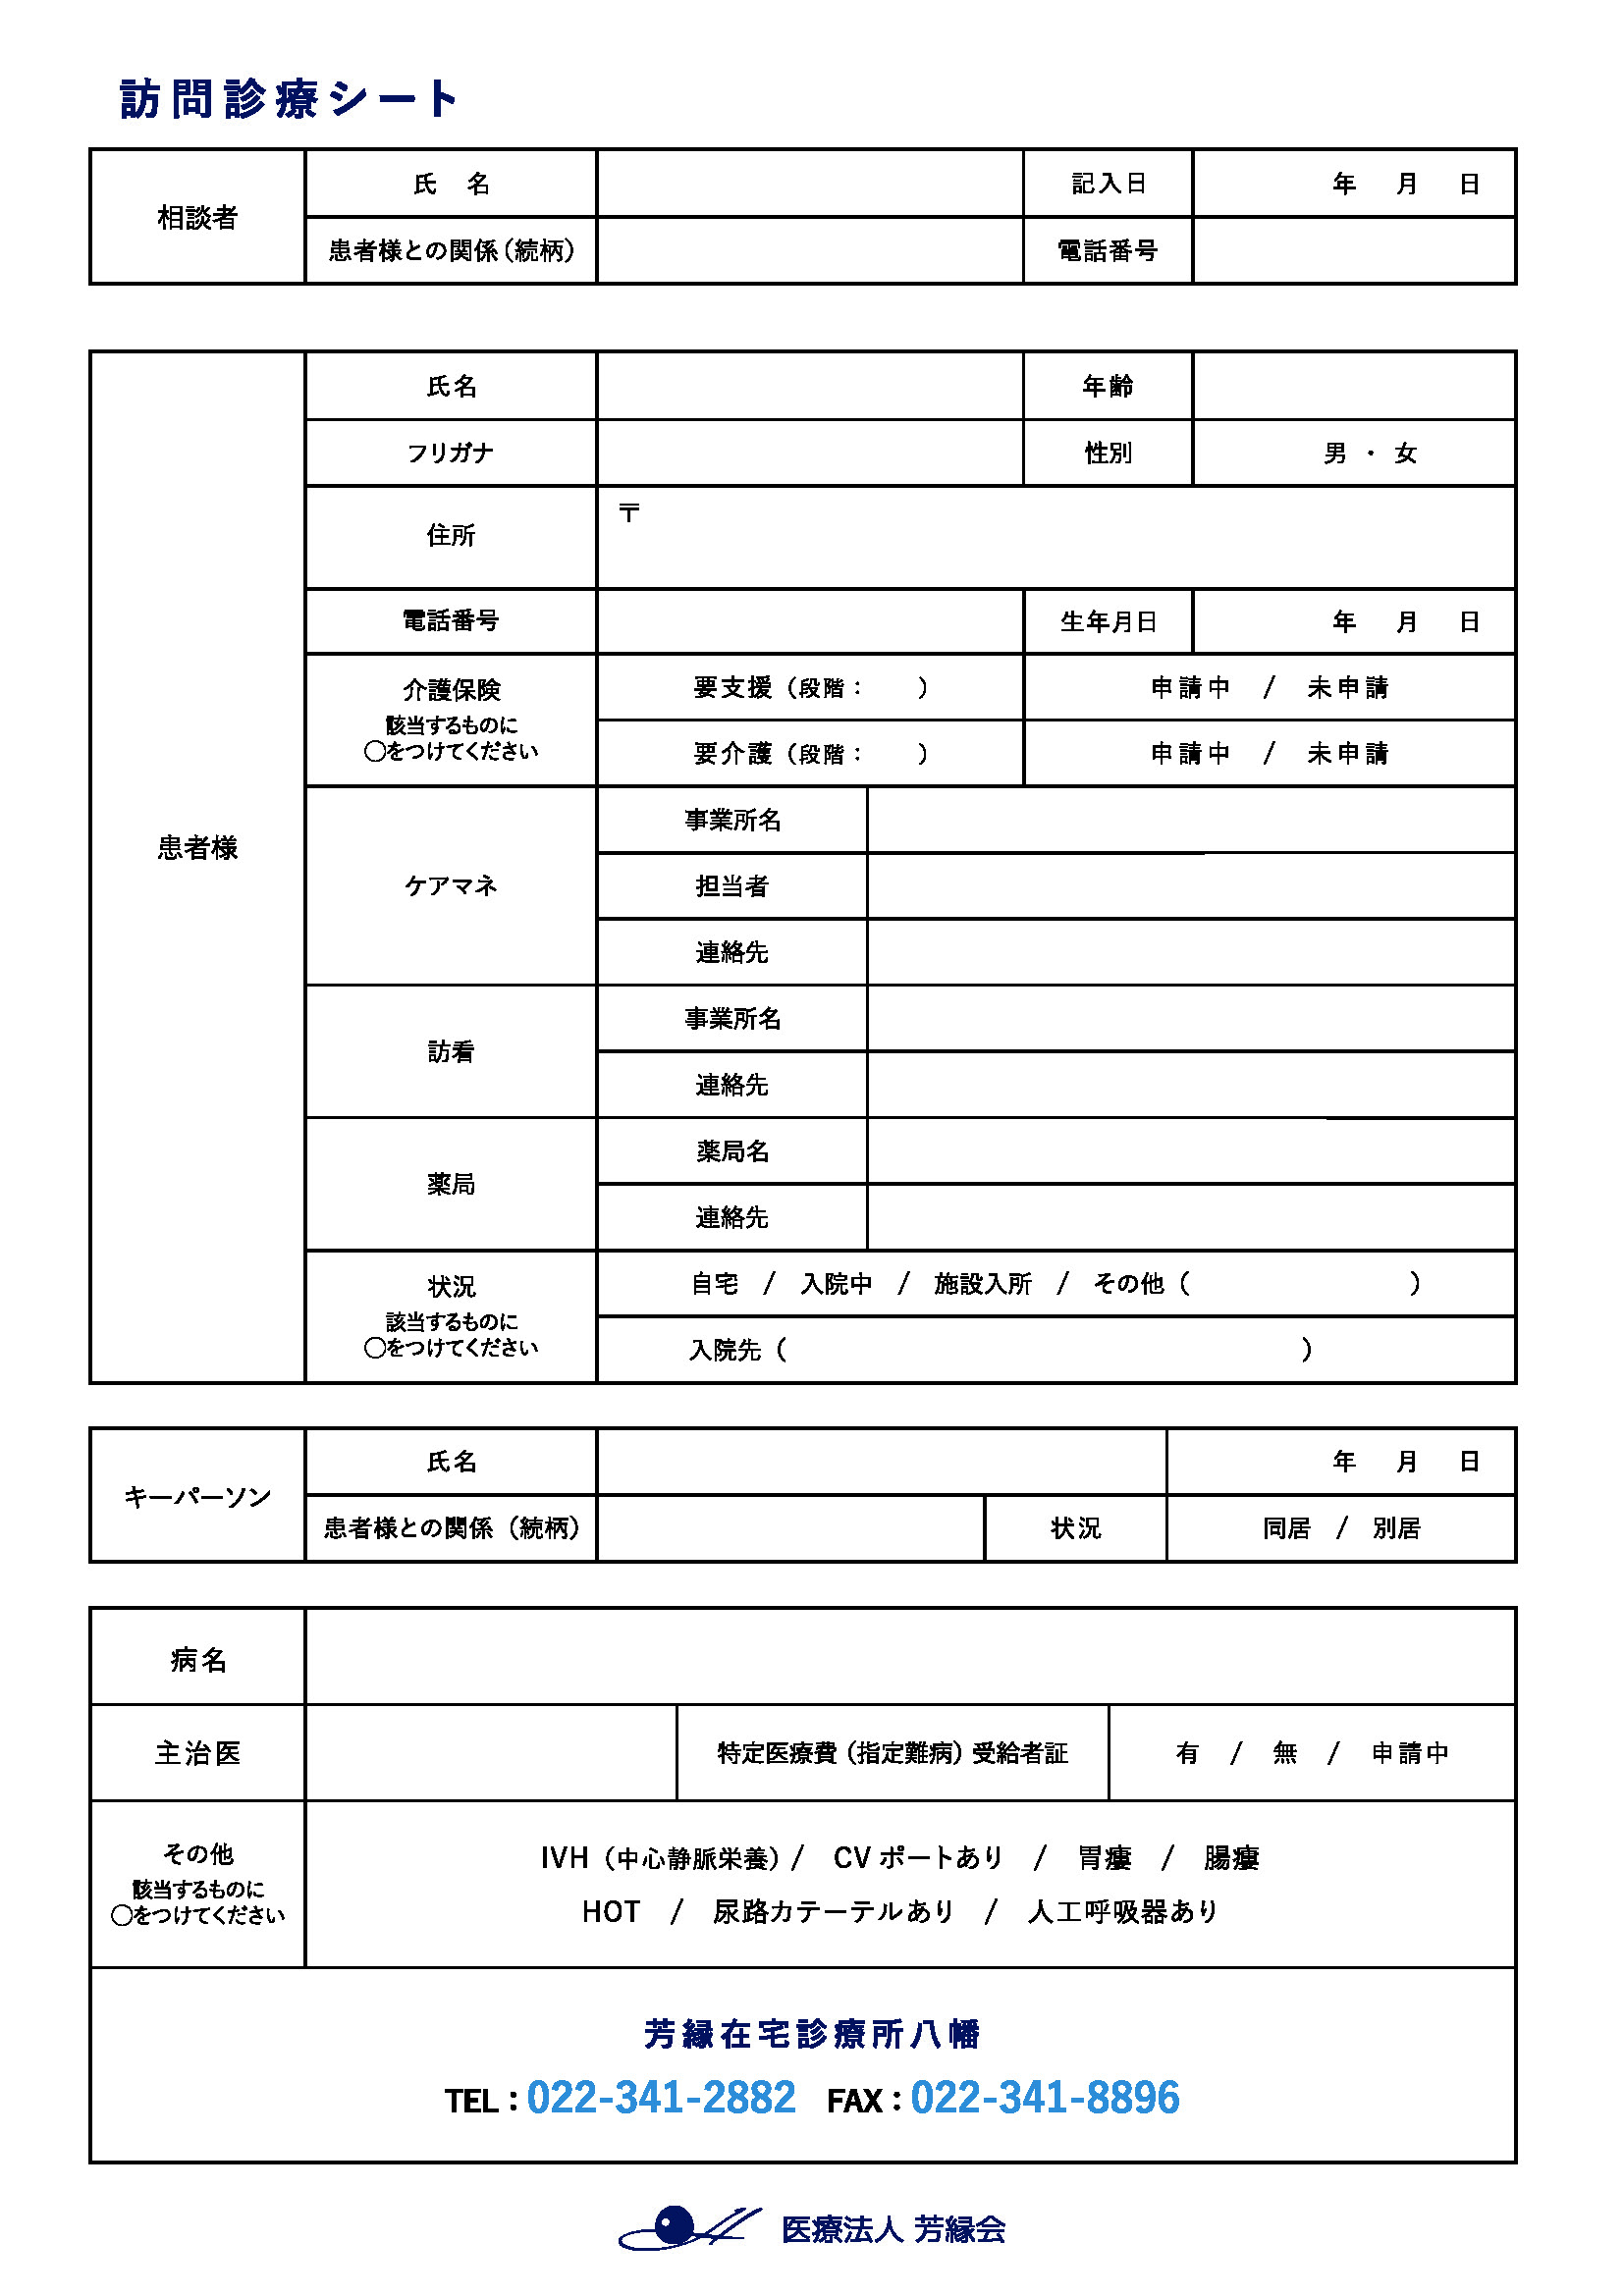 訪問診療シート
相談者
氏　名
記入日
年　月　日
患者様との関係（続柄）
電話番号
患者様
氏名
年齢
フリガナ
性別
男 ・ 女
住所
〒
電話番号
生年月日
年　月　日
介護保険
該当するものに
〇をつけてください
要支援（段階：　　）
申請中　/　未申請
要介護（段階：　　）
申請中　/　未申請
ケアマネ
事業所名
担当者
連絡先
訪看
事業所名
連絡先
薬局
薬局名
連絡先
状況
該当するものに
〇をつけてください
自宅　/　入院中　/　施設入所　/　その他（　　　　　　　　）
入院先（　　　　　　　　　　　　　　　　　　　）
キーパーソン
氏名
年　月　日
患者様との関係（続柄）
状況
同居　/　別居
病名
主治医
特定医療費（指定難病）受給者証
有　/　無　/　申請中
その他
該当するものに
〇をつけてください
IVH（中心静脈栄養）/　CV ポートあり　/　胃瘻　/　腸瘻
HOT　/　尿路カテーテルあり　/　人工呼吸器あり
芳縁在宅診療所八幡
TEL：022-341-2882　FAX：022-341-8896
医療法人 芳縁会